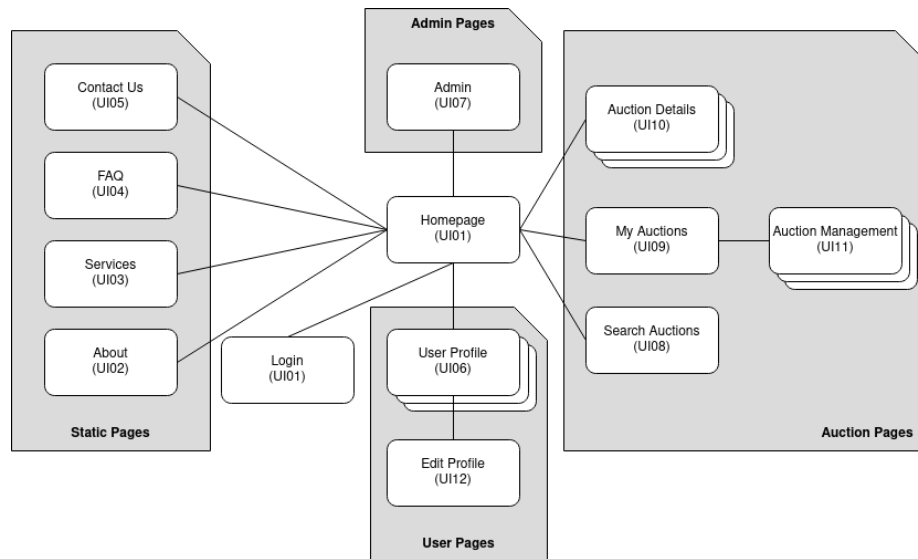 Admin Pages
Contact Us
(UI05)
FAQ
(UI04)
Services
(UI03)
About
(UI02)
Static Pages
Admin
(UI07)
Homepage
(UI01)
Login
(UI01)
User Profile
(UI06)
Edit Profile
(UI12)
User Pages
Auction Details
(UI10)
My Auctions
(UI09)
Auction Management
(UI11)
Search Auctions
(UI08)
Auction Pages